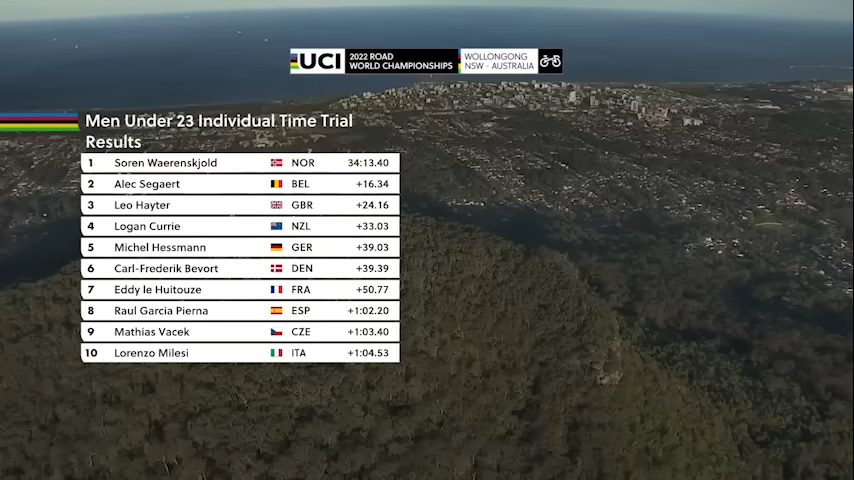 UCI 2022 ROAD WORLD CHAMPIONSHIPS WOLLONGONG NSW - AUSTRALIA
Men Under 23 Individual Time Trial
Results
1 Soren Waerenskjold NOR 34:13.40
2 Alec Segaert BEL +16.34
3 Leo Hayter GBR +24.16
4 Logan Currie NZL +33.03
5 Michel Hessmann GER +39.03
6 Carl-Frederik Bevort DEN +39.39
7 Eddy le Huitouze FRA +50.77
8 Raul Garcia Pierna ESP +1:02.20
9 Mathias Vacek CZE +1:03.40
10 Lorenzo Milesi ITA +1:04.53